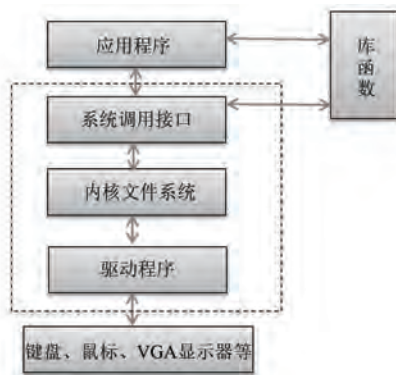 应用程序
库函数
系统调用接口
内核文件系统
驱动程序
键盘、鼠标、VGA显示器等